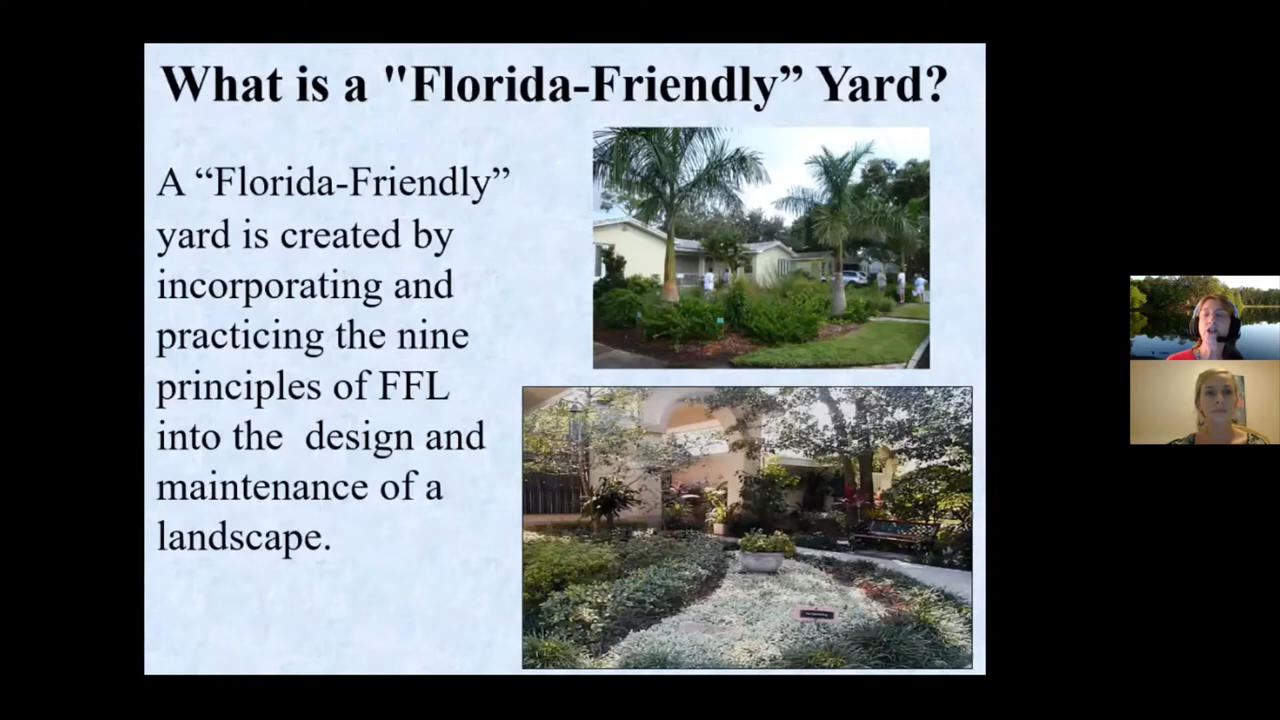 What is a "Florida-Friendly” Yard?
A “Florida-Friendly”
yard is created by
incorporating and
practicing the nine
principles of FFL
into the  design and
maintenance of a
landscape.